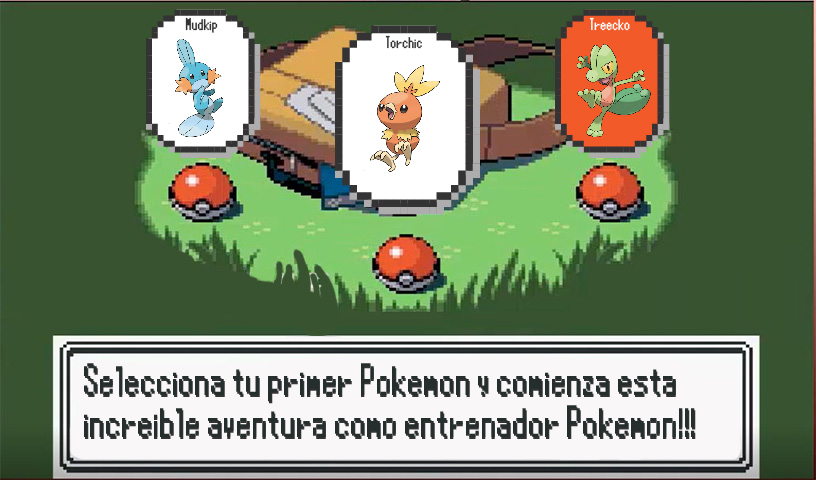 Mudkip
Torchic
Treecko
Selecciona tu primer Pokemon y comienza esta
increible aventura como entrenador Pokemon!!!